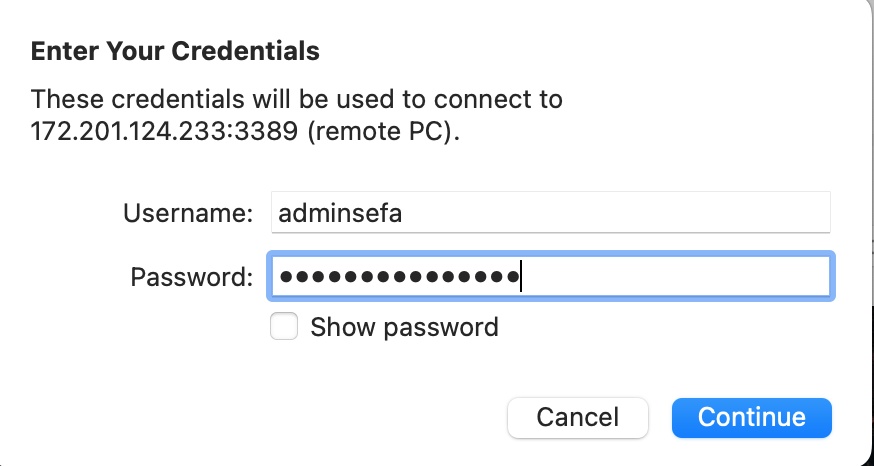 Enter Your Credentials
These credentials will be used to connect to
172.201.124.233:3389 (remote PC).
Username: adminsefa
Password: •••••••••••••••
Show password
Cancel Continue